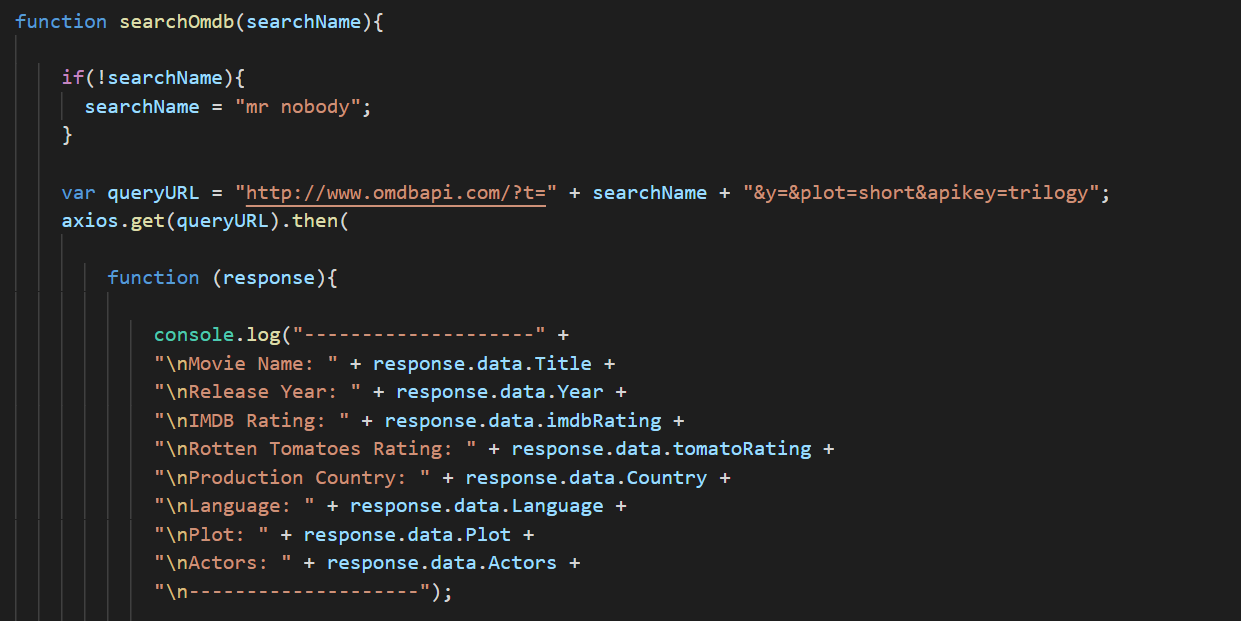 function searchOmdb(searchName){
if(!searchName){
searchName = "mr nobody";
}
var queryURL = "http://www.omdbapi.com/?t=" + searchName + "&y=&plot=short&apikey=trilogy";
axios.get(queryURL).then(
function (response){
console.log("--------------------" +
"\nMovie Name: " + response.data.Title +
"\nRelease Year: " + response.data.Year +
"\nIMDB Rating: " + response.data.imdbRating +
"\nRotten Tomatoes Rating: " + response.data.tomatoRating +
"\nProduction Country: " + response.data.Country +
"\nLanguage: " + response.data.Language +
"\nPlot: " + response.data.Plot +
"\nActors: " + response.data.Actors +
"\n--------------------");